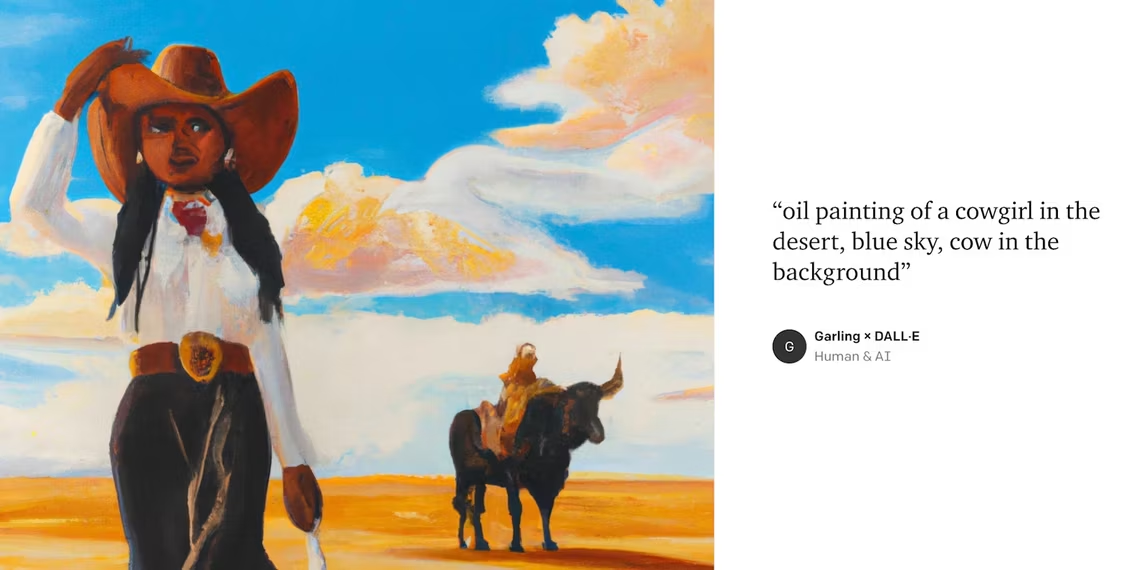 “oil painting of a cowgirl in the
desert, blue sky, cow in the
background”
G
Garling × DALL·E
Human & AI